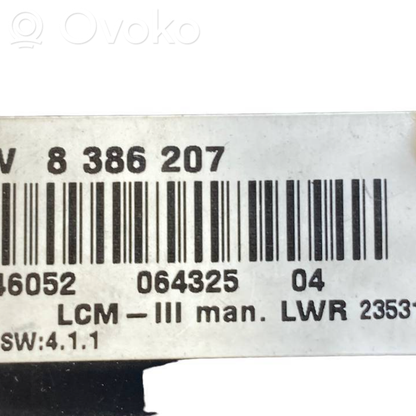 Ovoko
V 8 386 207
46052 064325 04
LCM – III man. LWR 23531
SW:4.1.1